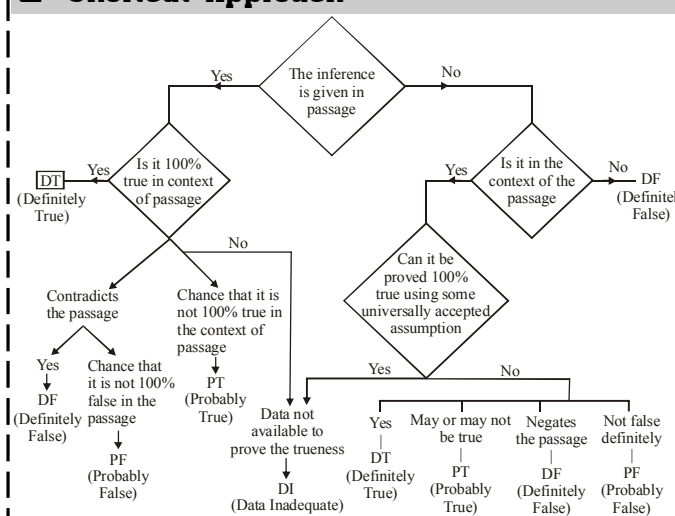 Shortcut Approach
Yes
The inference
is given in
passage
No
DT
(Definitely
True)
Yes
Is it 100%
true in context
of passage
Yes
Is it in the
context of the
passage
No
DF
(Definitely
False)
No
Contradicts
the passage
Chance that it is
not 100% true in
the context of
passage
Can it be
proved 100%
true using some
universally accepted
assumption
Yes
DF
(Definitely
False)
Chance that
it is not 100%
false in the
passage
PF
(Probably
False)
PT
(Probably
True)
Yes
No
Data not
available to
prove the trueness
DI
(Data Inadequate)
Yes
DT
(Definitely
True)
May or may not
be true
PT
(Probably
True)
Negates
the passage
DF
(Definitely
False)
Not false
definitely
PF
(Probably
False)